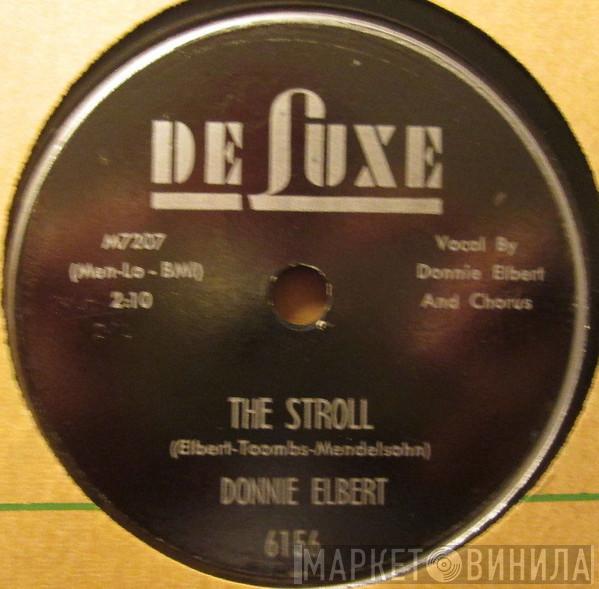 DE LUXE
M7207
(Men-Lo - BMI)
2:10
Vocal By
Donnie Elbert
And Chorus
THE STROLL
(Elbert-Toombs-Mendelsohn)
DONNIE ELBERT
МАРКЕТ ВИНИЛА